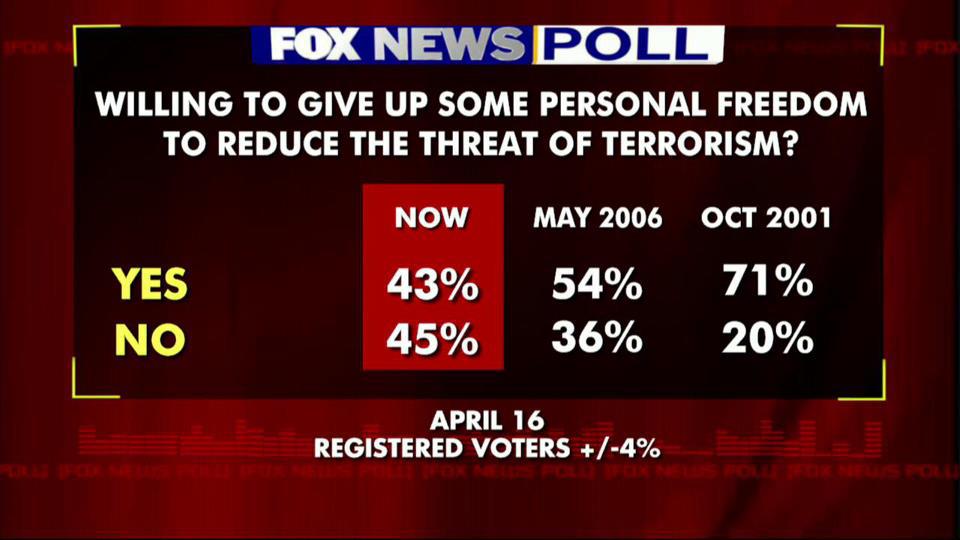 FOX NEWS POLL
WILLING TO GIVE UP SOME PERSONAL FREEDOM
TO REDUCE THE THREAT OF TERRORISM?
NOW MAY 2006 OCT 2001
YES 43% 54% 71%
NO 45% 36% 20%
APRIL 16
REGISTERED VOTERS +/-4%